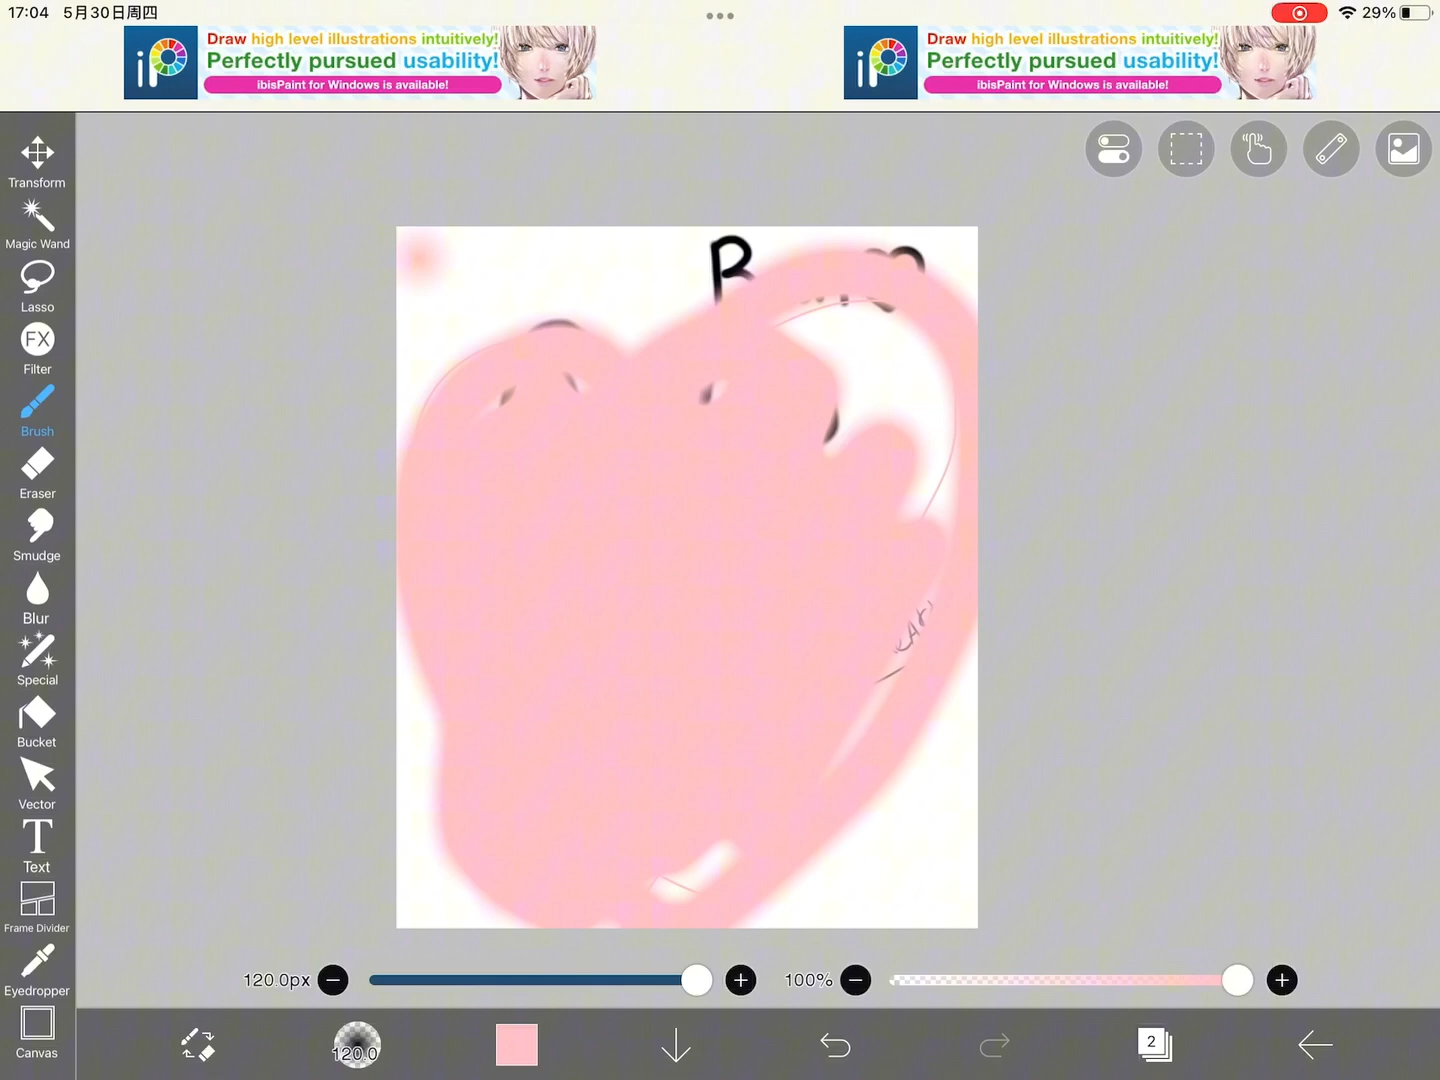 17:04 5月30日周四
29%
Draw high level illustrations intuitively!
Perfectly pursued usability!
ibisPaint for Windows is available!
Draw high level illustrations intuitively!
Perfectly pursued usability!
ibisPaint for Windows is available!
Transform
Magic Wand
Lasso
FX
Filter
Brush
Eraser
Smudge
Blur
Special
Bucket
Vector
T
Text
Frame Divider
Eyedropper
Canvas
B
120.0px
100%
120.0
2